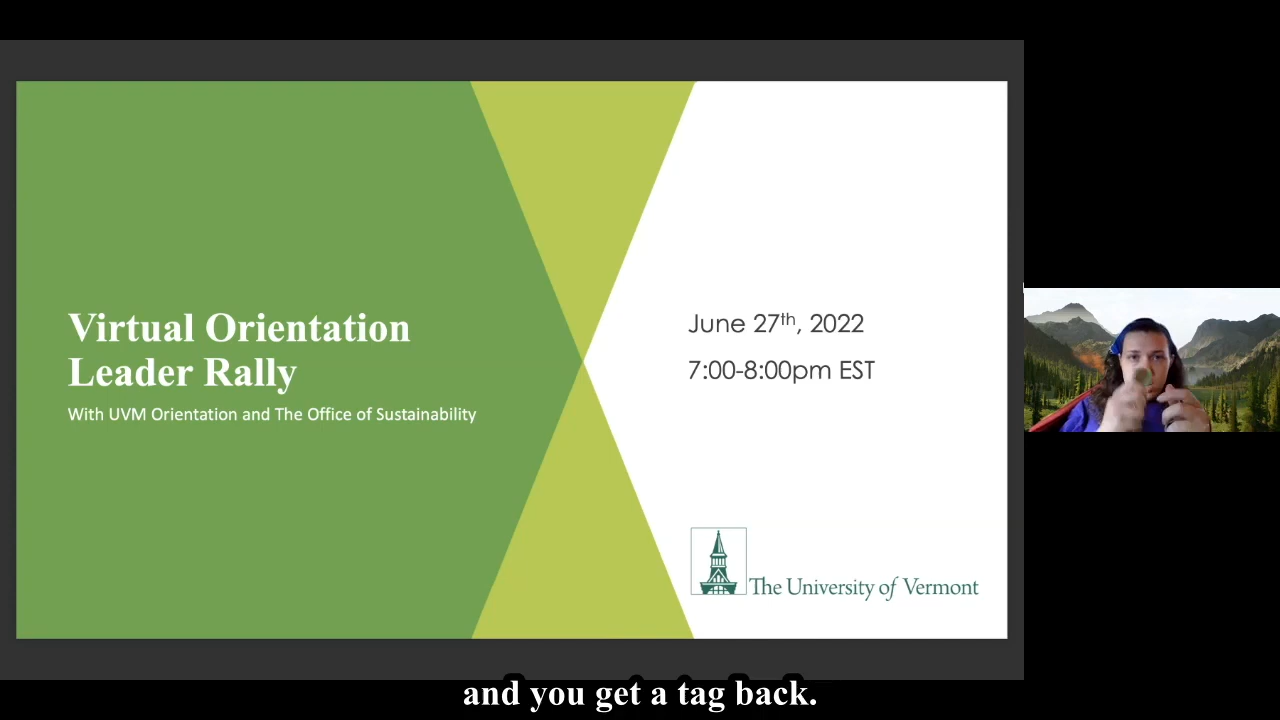 Virtual Orientation
Leader Rally
With UVM Orientation and The Office of Sustainability
June 27th, 2022
7:00-8:00pm EST
The University of Vermont
and you get a tag back.